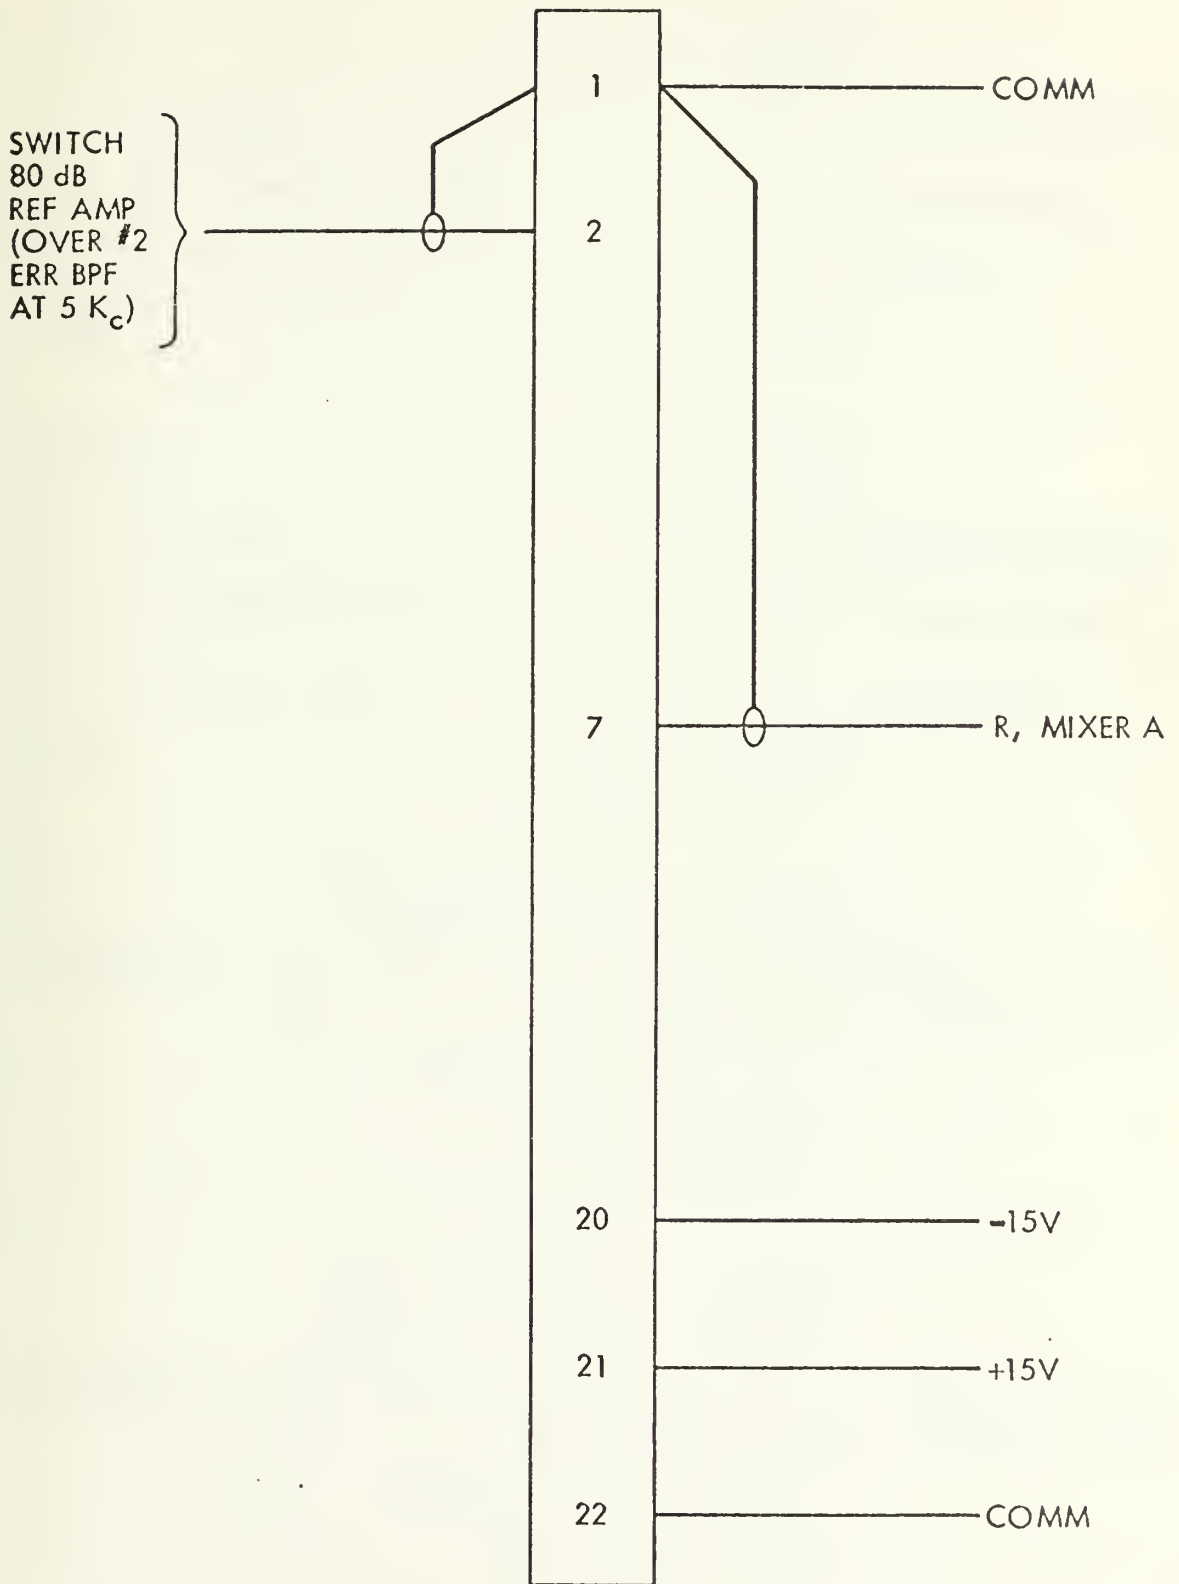 1
COMM
SWITCH
80 dB
REF AMP
(OVER #2
ERR BPF
AT 5 Kc)
2
7
R, MIXER A
20
-15V
21
+15V
22
COMM